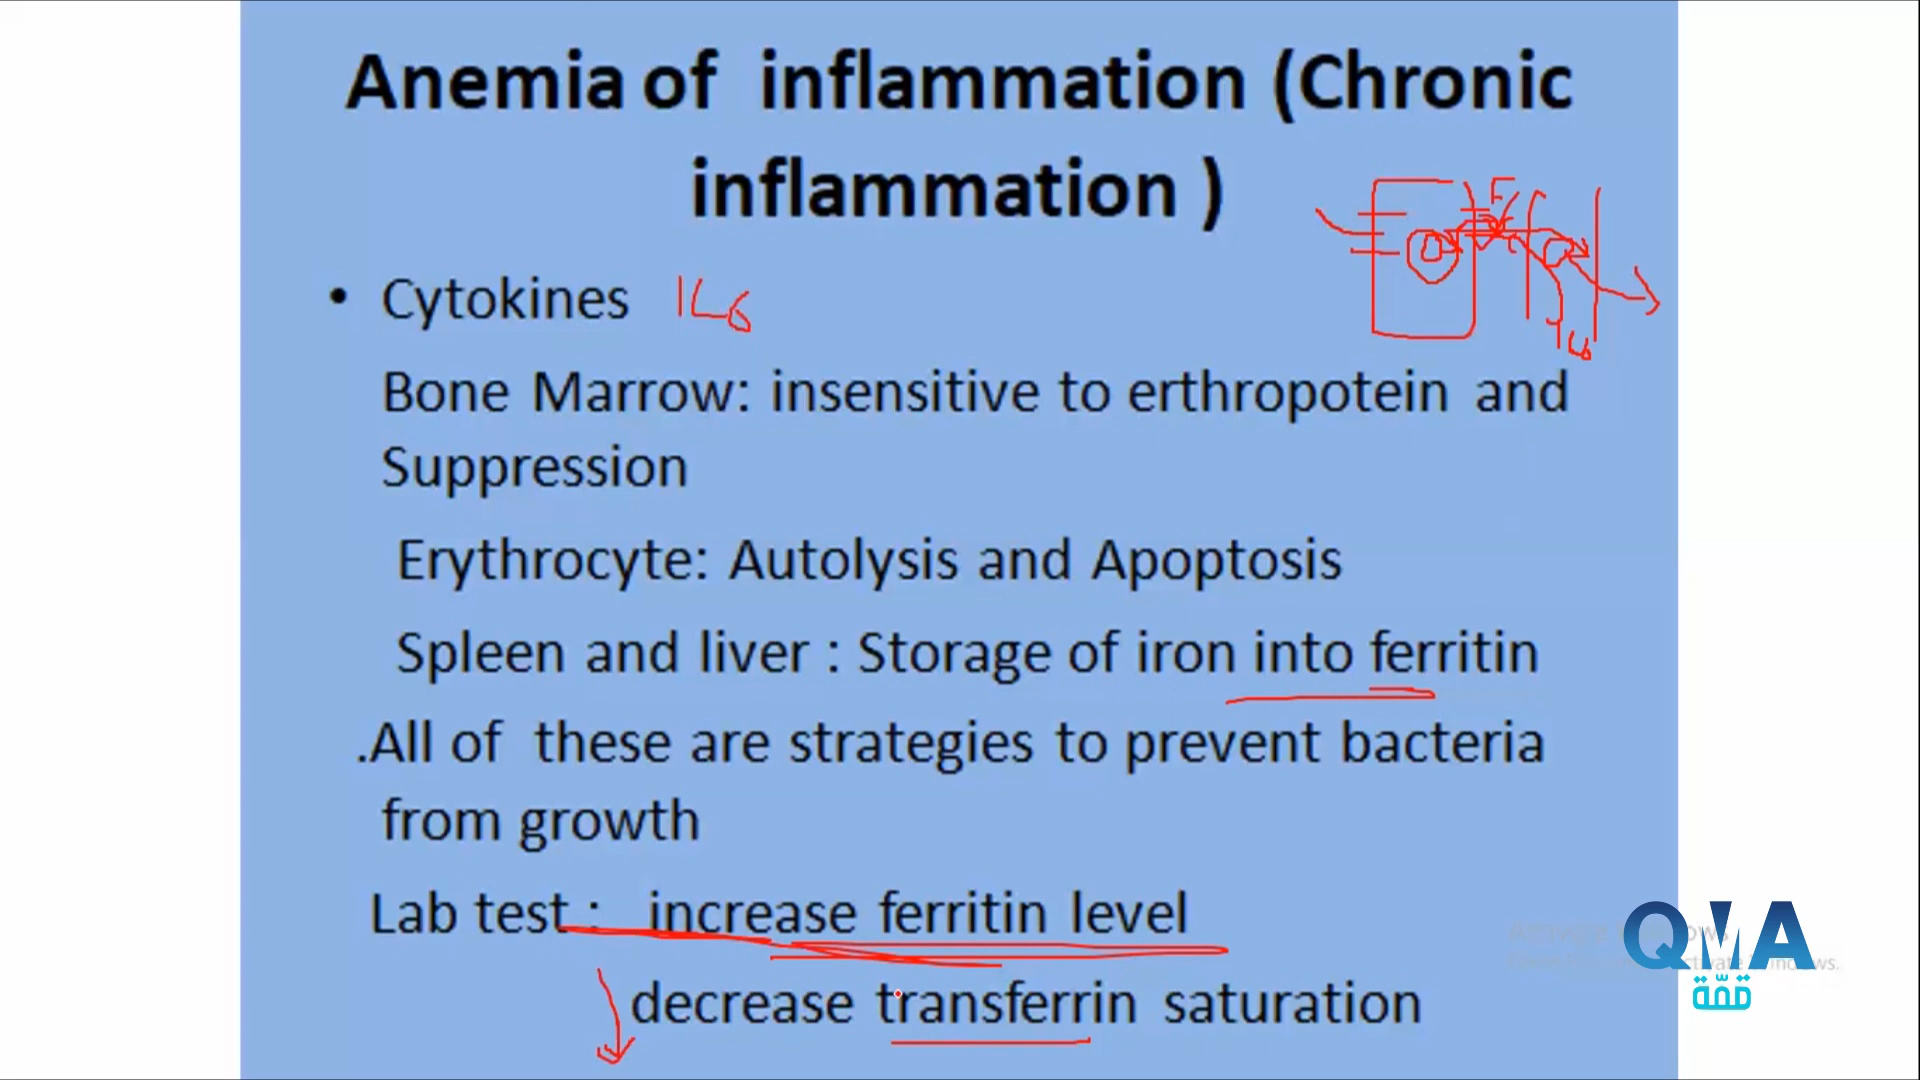 Anemia of inflammation (Chronic
inflammation )
• Cytokines IL6
Bone Marrow: insensitive to erthropotein and
Suppression
Erythrocyte: Autolysis and Apoptosis
Spleen and liver : Storage of iron into ferritin
.All of these are strategies to prevent bacteria
from growth
Lab test : increase ferritin level
decrease transferrin saturation
QMA
قمّة